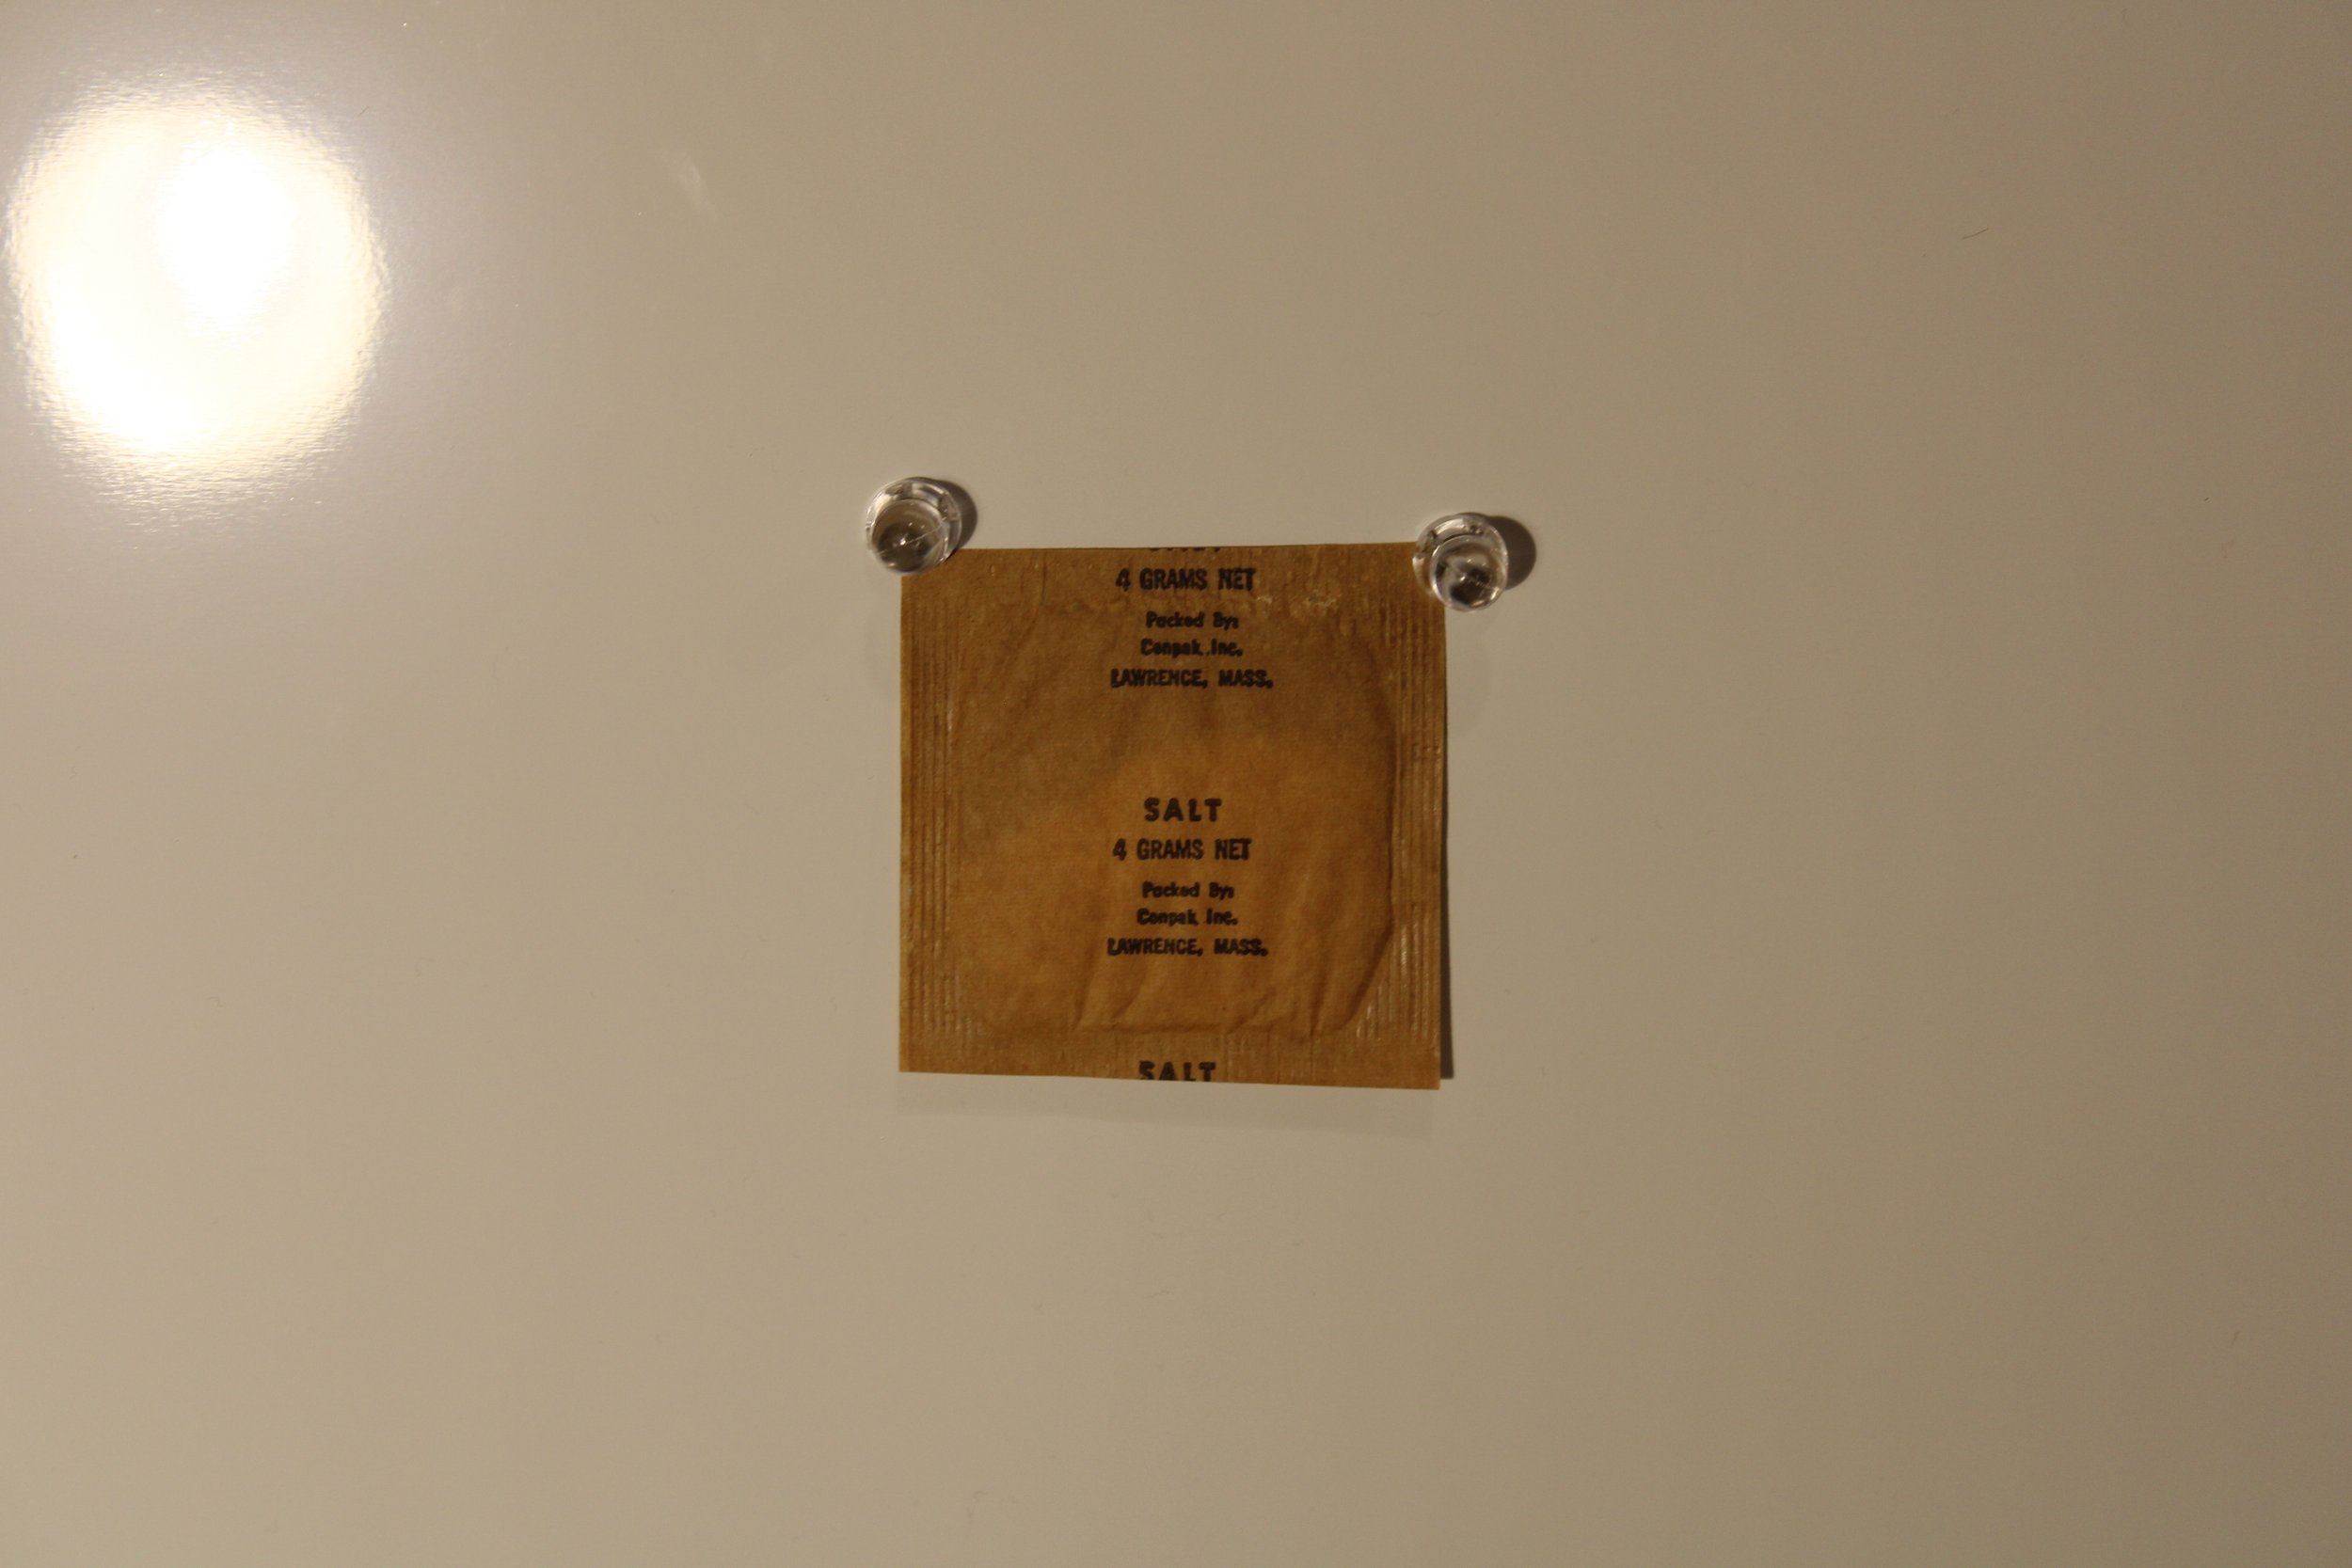 SALT
4 GRAMS NET
Packed By:
Conpak, Inc.
LAWRENCE, MASS.
SALT
4 GRAMS NET
Packed By:
Conpak, Inc.
LAWRENCE, MASS.
SALT